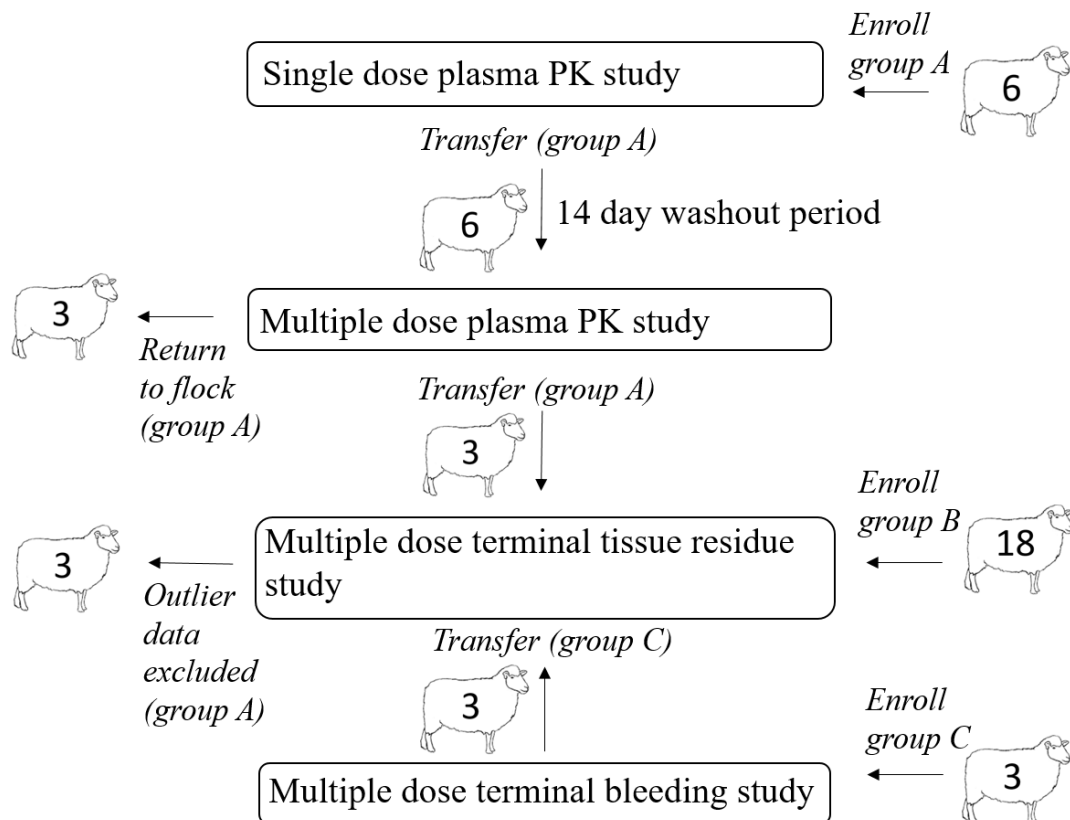 Enroll
group A
Single dose plasma PK study
6
Transfer (group A)
6
14 day washout period
3
Multiple dose plasma PK study
Return
to flock
(group A)
Transfer (group A)
3
Enroll
group B
3
Multiple dose terminal tissue residue
study
18
Outlier
data
excluded
(group A)
Transfer (group C)
3
Enroll
group C
Multiple dose terminal bleeding study
3